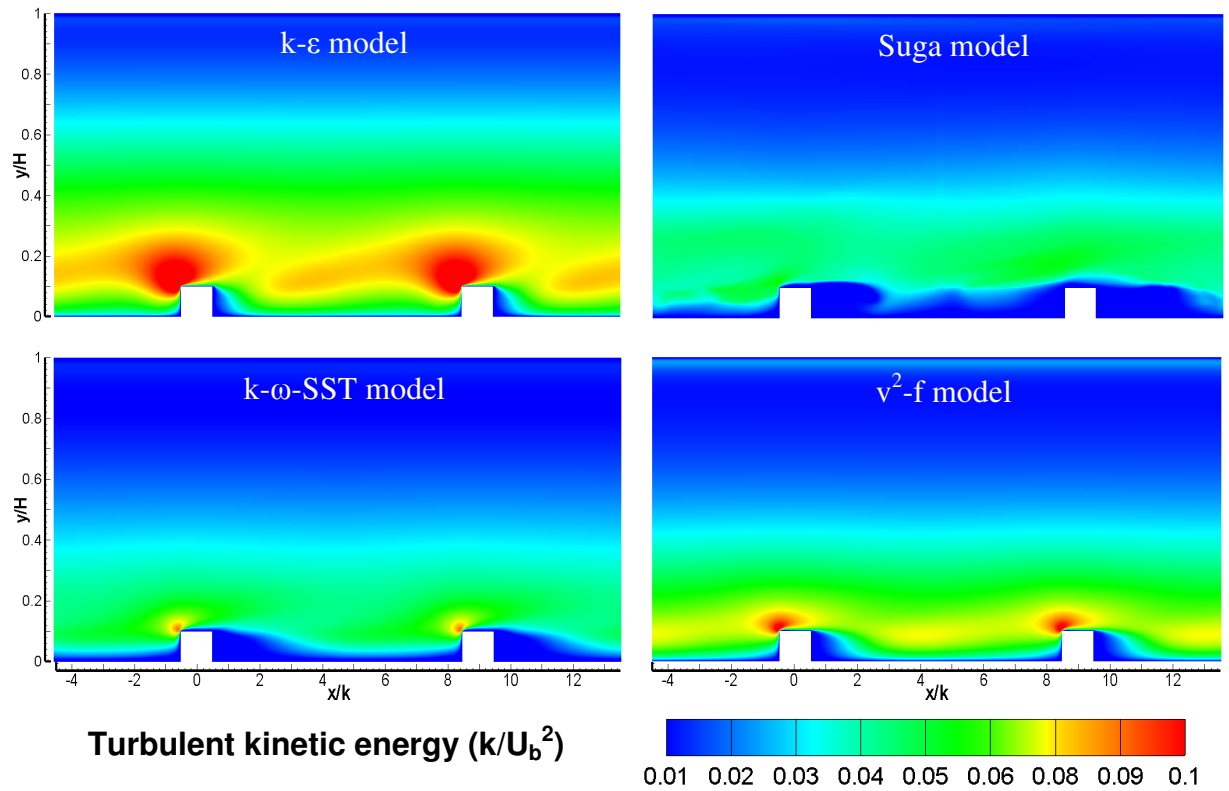 k-ε model
Suga model
y/H
1
0.8
0.6
0.4
0.2
0
k-ω-SST model
v²-f model
y/H
1
0.8
0.6
0.4
0.2
0
-4 -2 0 2 4 6 8 10 12
x/k
-4 -2 0 2 4 6 8 10 12
x/k
Turbulent kinetic energy (k/U_b²)
0.01 0.02 0.03 0.04 0.05 0.06 0.08 0.09 0.1